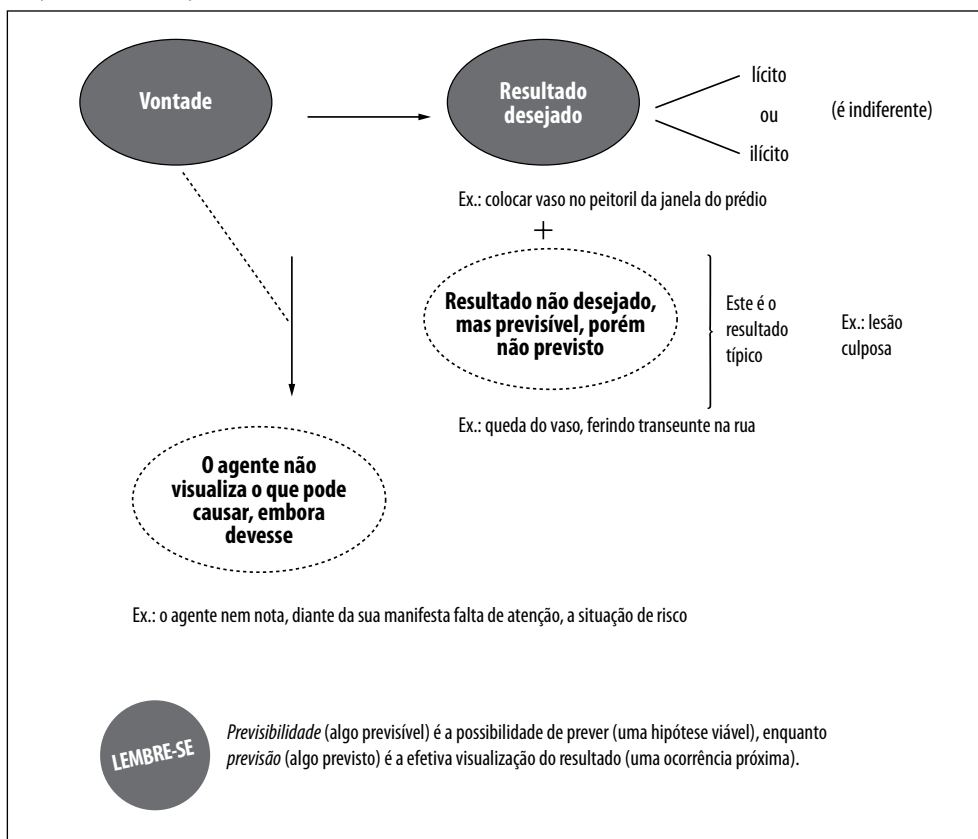 Vontade
Resultado
desejado
lícito
ou
ilícito
(é indiferente)
Ex.: colocar vaso no peitoril da janela do prédio
+
Resultado não desejado,
mas previsível, porém
não previsto
Este é o
resultado
típico
Ex.: lesão
culposa
Ex.: queda do vaso, ferindo transeunte na rua
O agente não
visualiza o que pode
causar, embora
devesse
Ex.: o agente nem nota, diante da sua manifesta falta de atenção, a situação de risco
LEMBRE-SE
Previsibilidade (algo previsível) é a possibilidade de prever (uma hipótese viável), enquanto
previsão (algo previsto) é a efetiva visualização do resultado (uma ocorrência próxima).